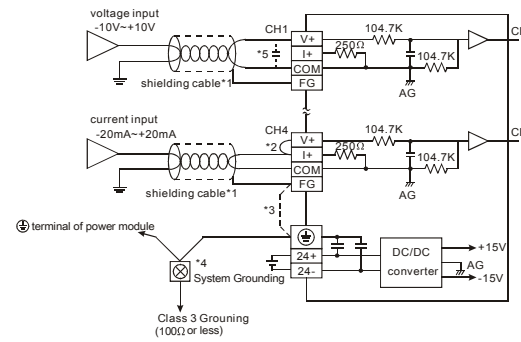 voltage input
-10V~+10V
CH1
V+
I+
COM
FG
*5
250Ω
104.7K
104.7K
AG
shielding cable*1
current input
-20mA~+20mA
CH4
*2
V+
I+
COM
FG
250Ω
104.7K
104.7K
AG
shielding cable*1
*3
terminal of power module
*4
System Grounding
24+
24-
DC/DC
converter
+15V
AG
-15V
Class 3 Grouning
(100Ω or less)